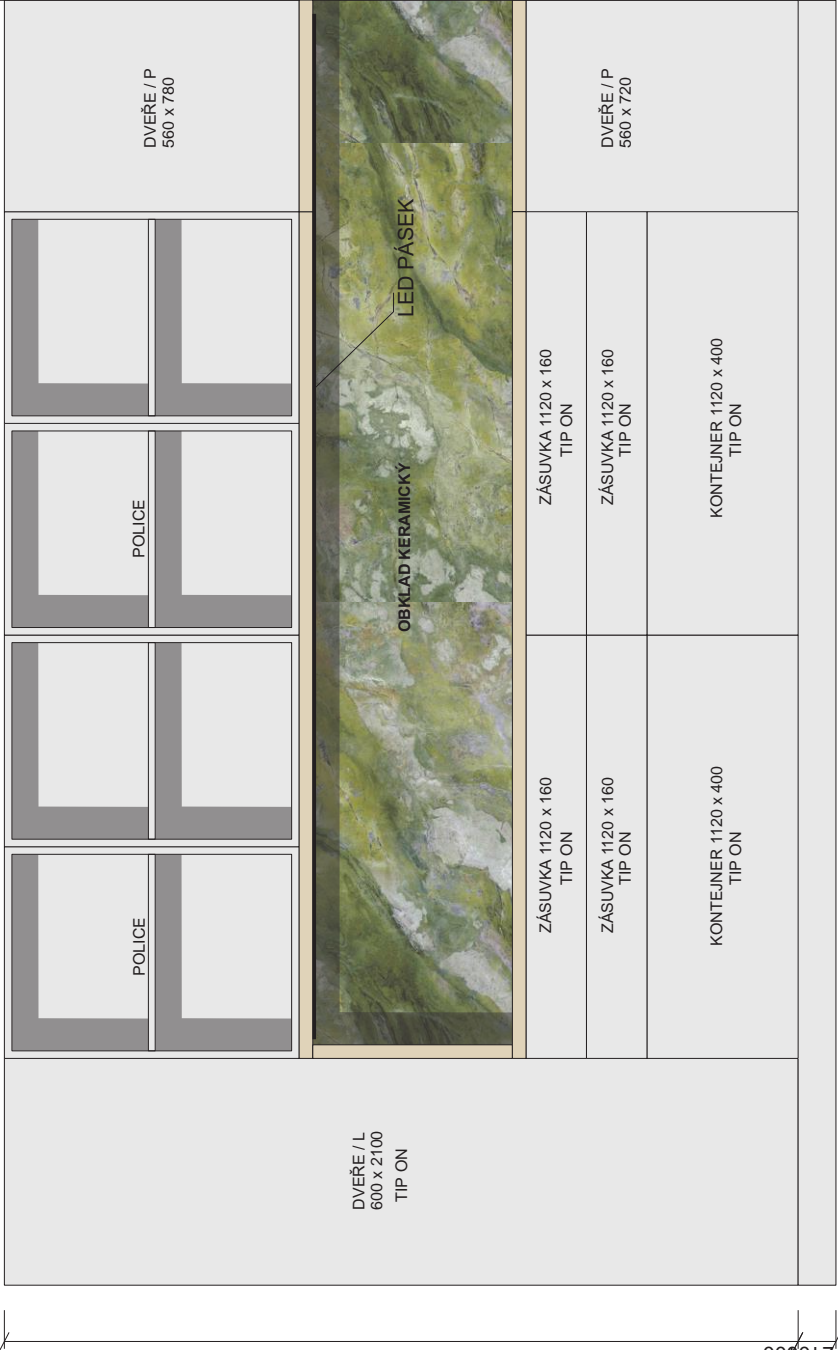 DVEŘE / P
560 x 780
POLICE
POLICE
LED PÁSEK
OBKLAD KERAMICKÝ
DVEŘE / P
560 x 720
ZÁSUVKA 1120 x 160
TIP ON
ZÁSUVKA 1120 x 160
TIP ON
ZÁSUVKA 1120 x 160
TIP ON
ZÁSUVKA 1120 x 160
TIP ON
KONTEJNER 1120 x 400
TIP ON
KONTEJNER 1120 x 400
TIP ON
DVEŘE / L
600 x 2100
TIP ON